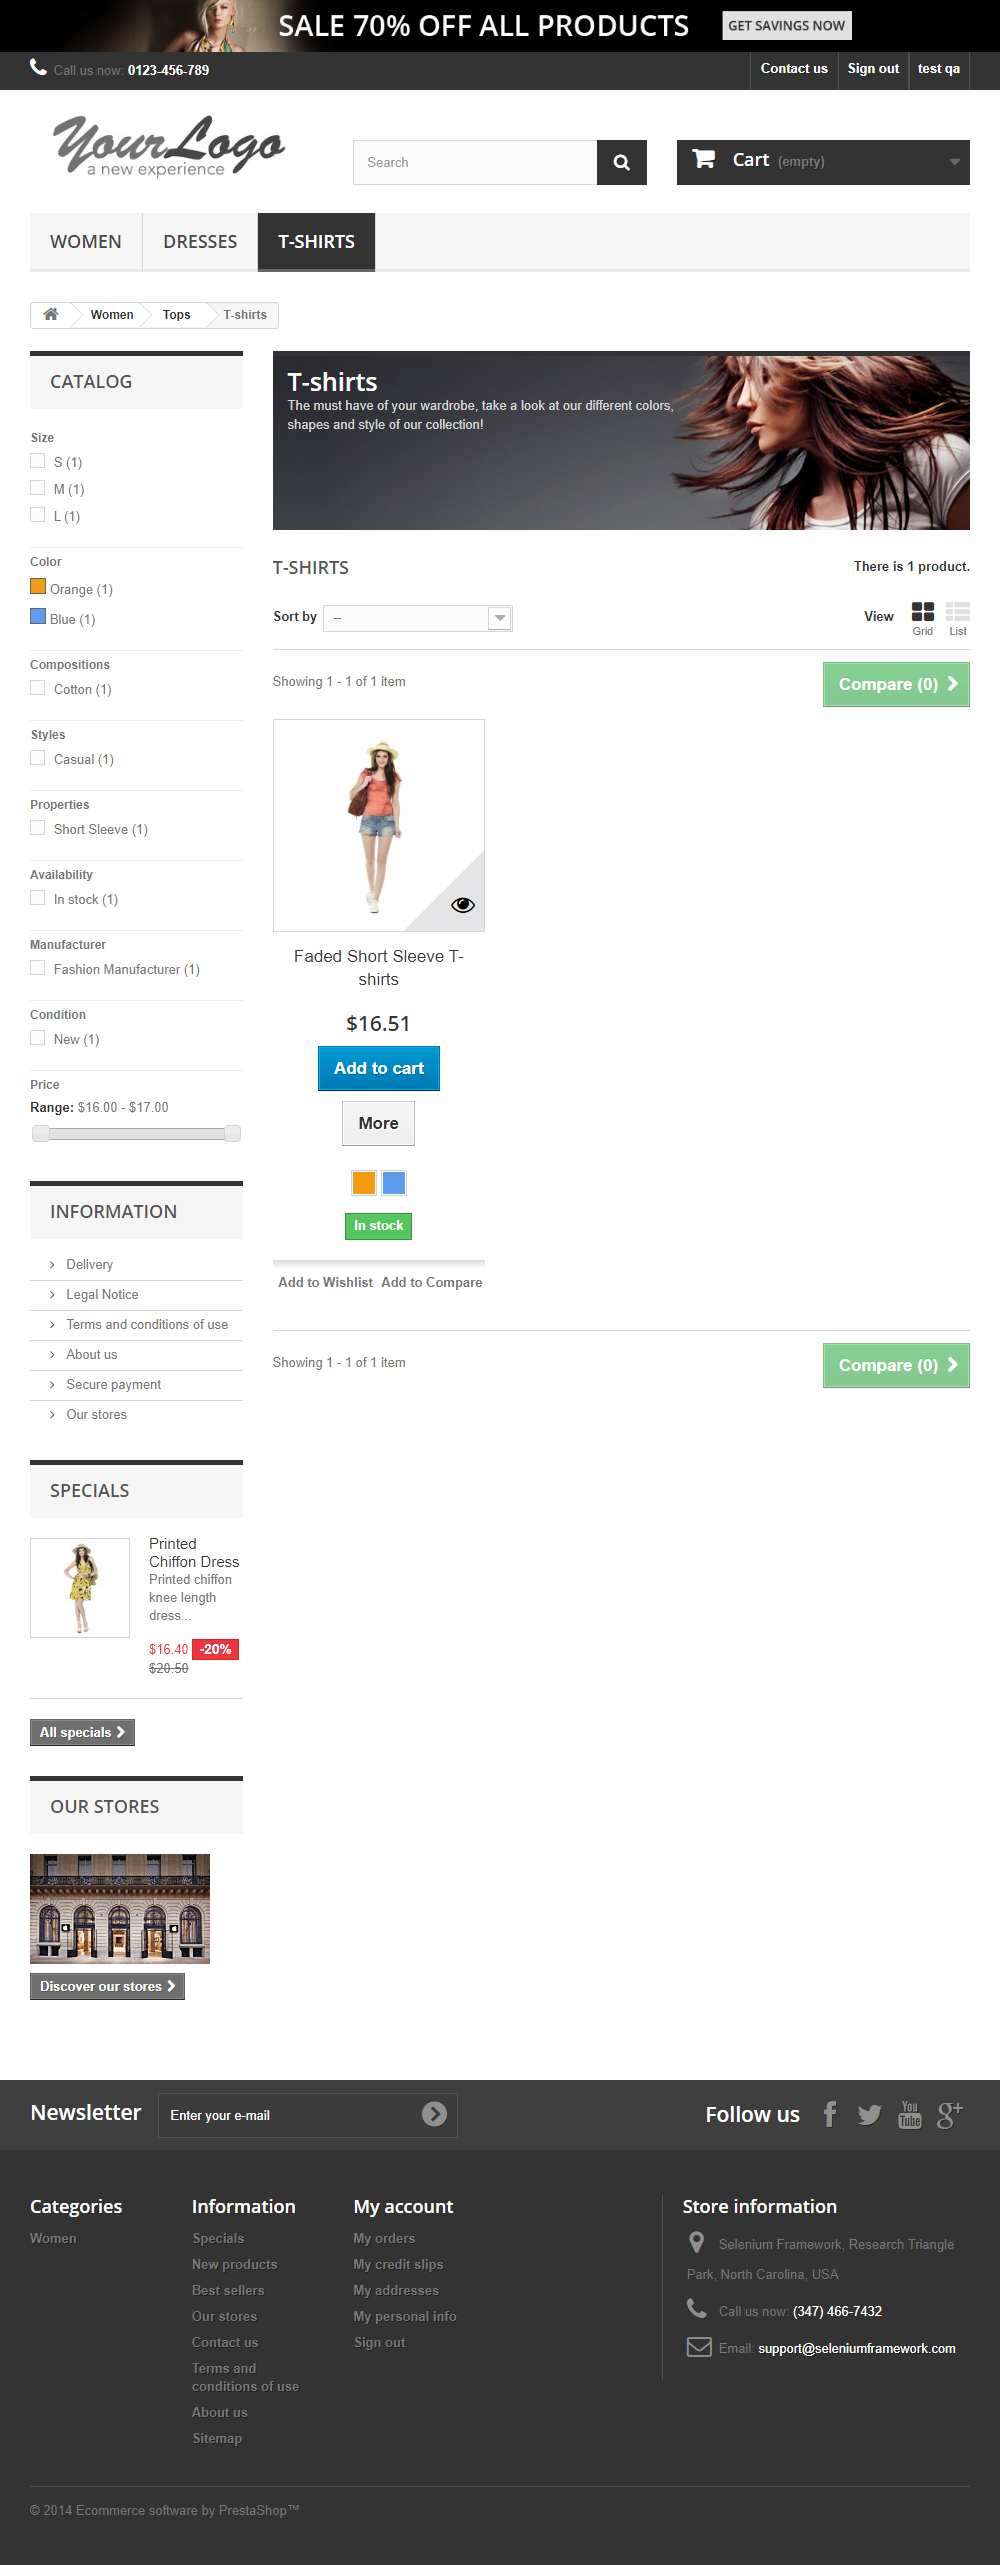 SALE 70% OFF ALL PRODUCTS GET SAVINGS NOW
Call us now: 0123-456-789 Contact us Sign out test qa
YourLogo
a new experience
Search
Cart (empty)
WOMEN DRESSES T-SHIRTS
Women Tops T-shirts
CATALOG
Size
S (1)
M (1)
L (1)
Color
Orange (1)
Blue (1)
Compositions
Cotton (1)
Styles
Casual (1)
Properties
Short Sleeve (1)
Availability
In stock (1)
Manufacturer
Fashion Manufacturer (1)
Condition
New (1)
Price
Range: $16.00 - $17.00
INFORMATION
Delivery
Legal Notice
Terms and conditions of use
About us
Secure payment
Our stores
SPECIALS
Printed
Chiffon Dress
Printed chiffon
knee length
dress...
$16.40 -20%
$20.50
All specials
OUR STORES
Discover our stores
T-shirts
The must have of your wardrobe, take a look at our different colors,
shapes and style of our collection!
T-SHIRTS There is 1 product.
Sort by -- View Grid List
Showing 1 - 1 of 1 item Compare (0)
Faded Short Sleeve T-
shirts
$16.51
Add to cart
More
In stock
Add to Wishlist Add to Compare
Showing 1 - 1 of 1 item Compare (0)
Newsletter Enter your e-mail Follow us You Tube
Categories
Women
Information
Specials
New products
Best sellers
Our stores
Contact us
Terms and
conditions of use
About us
Sitemap
My account
My orders
My credit slips
My addresses
My personal info
Sign out
Store information
Selenium Framework, Research Triangle
Park, North Carolina, USA
Call us now: (347) 466-7432
Email: support@seleniumframework.com
© 2014 Ecommerce software by PrestaShop™